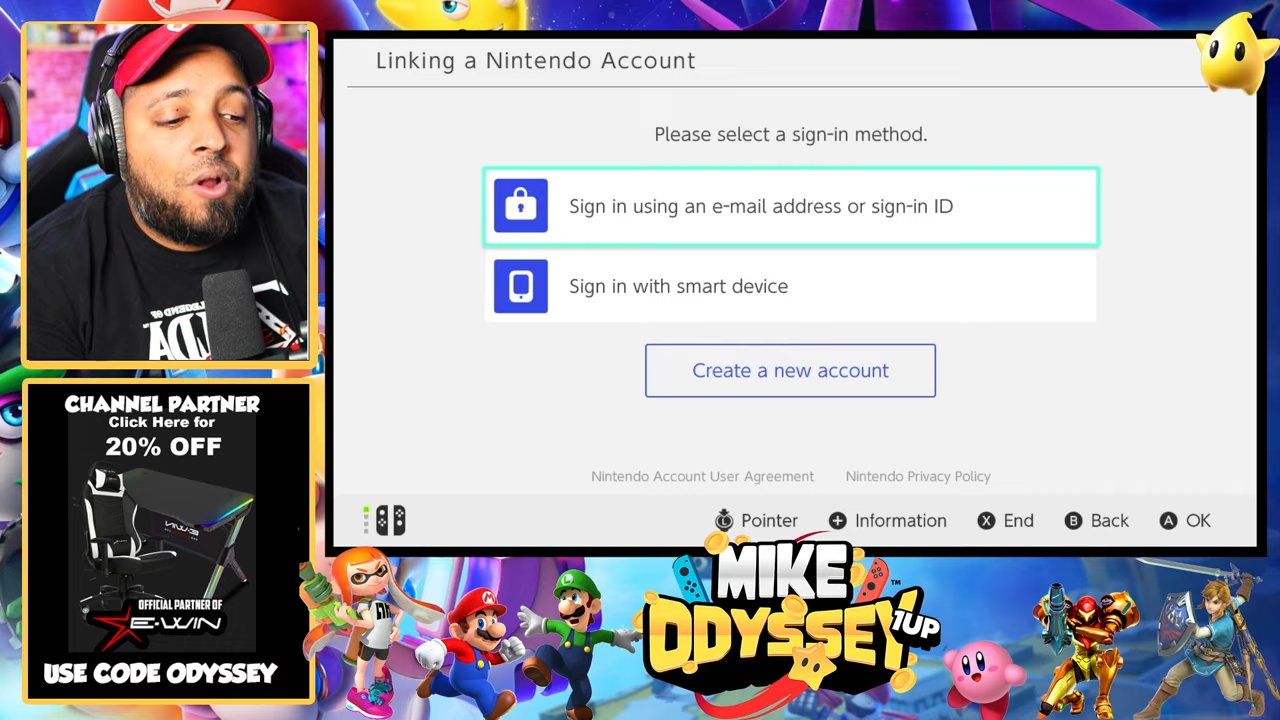 Linking a Nintendo Account
Please select a sign-in method.
Sign in using an e-mail address or sign-in ID
Sign in with smart device
Create a new account
Nintendo Account User Agreement Nintendo Privacy Policy
L Pointer + Information X End B Back A OK
CHANNEL PARTNER
Click Here for
20% OFF
OFFICIAL PARTNER OF
E-WIN
USE CODE ODYSSEY
MIKE
ODYSSEY
1UP
™